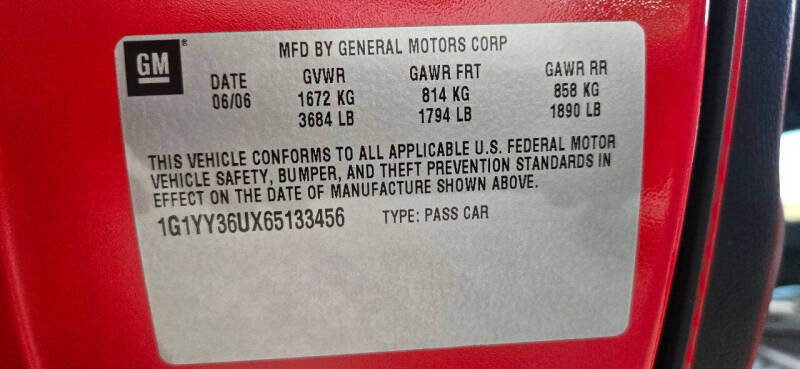 GM®
MFD BY GENERAL MOTORS CORP
DATE GVWR GAWR FRT GAWR RR
06/06 1672 KG 814 KG 858 KG
3684 LB 1794 LB 1890 LB
THIS VEHICLE CONFORMS TO ALL APPLICABLE U.S. FEDERAL MOTOR
VEHICLE SAFETY, BUMPER, AND THEFT PREVENTION STANDARDS IN
EFFECT ON THE DATE OF MANUFACTURE SHOWN ABOVE.
1G1YY36UX65133456 TYPE: PASS CAR